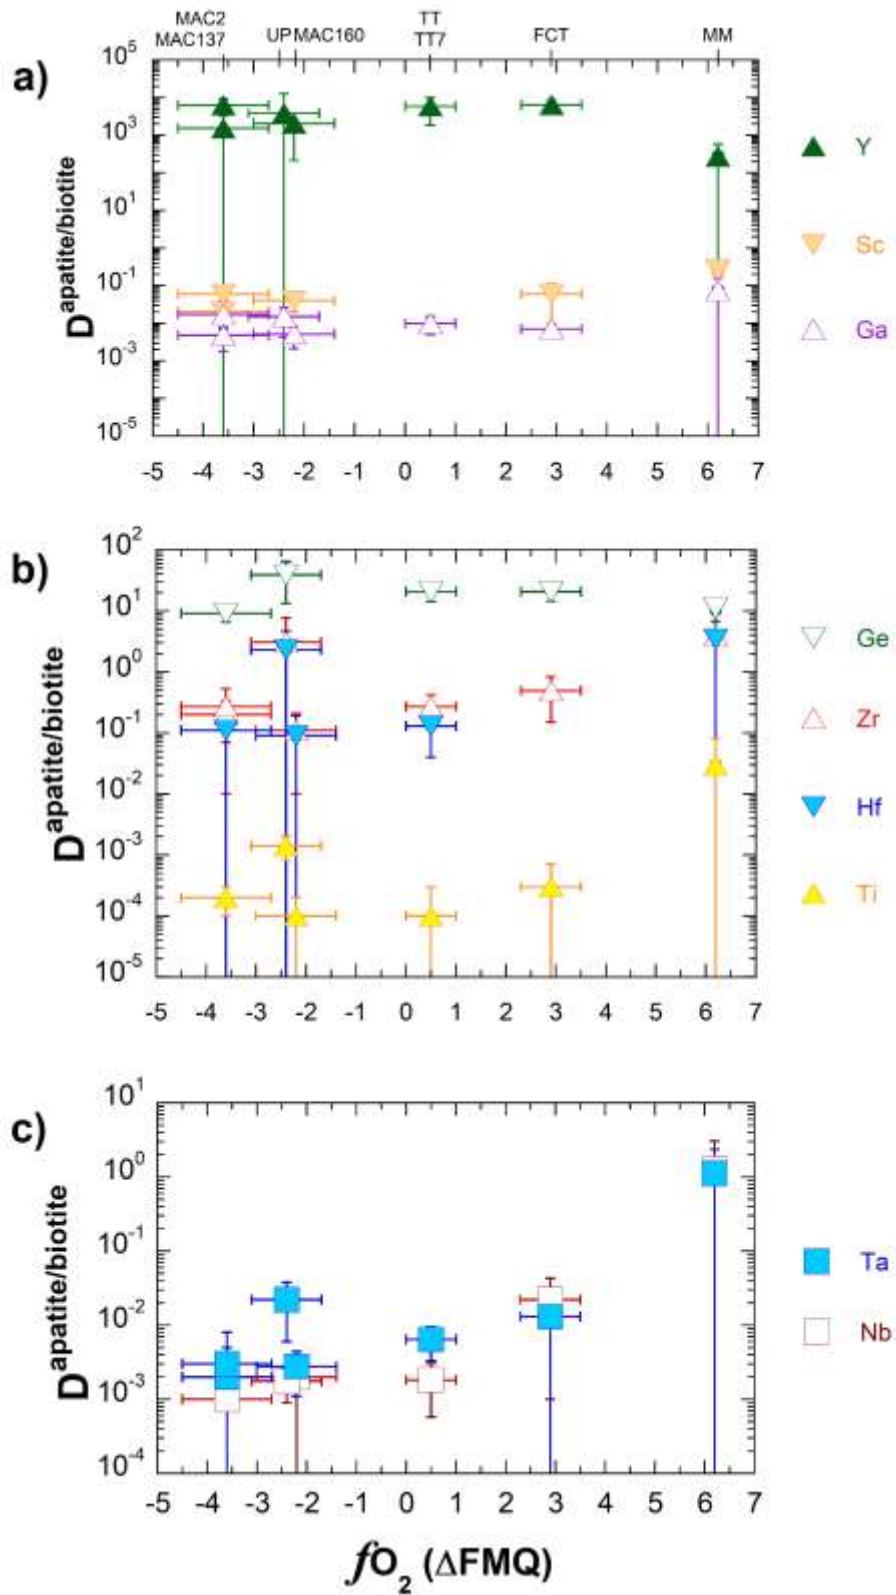 MAC2 TT
MAC137 UP MAC160 TT7 FCT MM
a)
10^5
10^3
10^1
10^-1
10^-3
10^-5
D^apatite/biotite
-5 -4 -3 -2 -1 0 1 2 3 4 5 6 7
Y
Sc
Ga
b)
10^2
10^1
10^0
10^-1
10^-2
10^-3
10^-4
10^-5
D^apatite/biotite
-5 -4 -3 -2 -1 0 1 2 3 4 5 6 7
Ge
Zr
Hf
Ti
c)
10^1
10^0
10^-1
10^-2
10^-3
10^-4
D^apatite/biotite
-5 -4 -3 -2 -1 0 1 2 3 4 5 6 7
Ta
Nb
fO₂ (ΔFMQ)